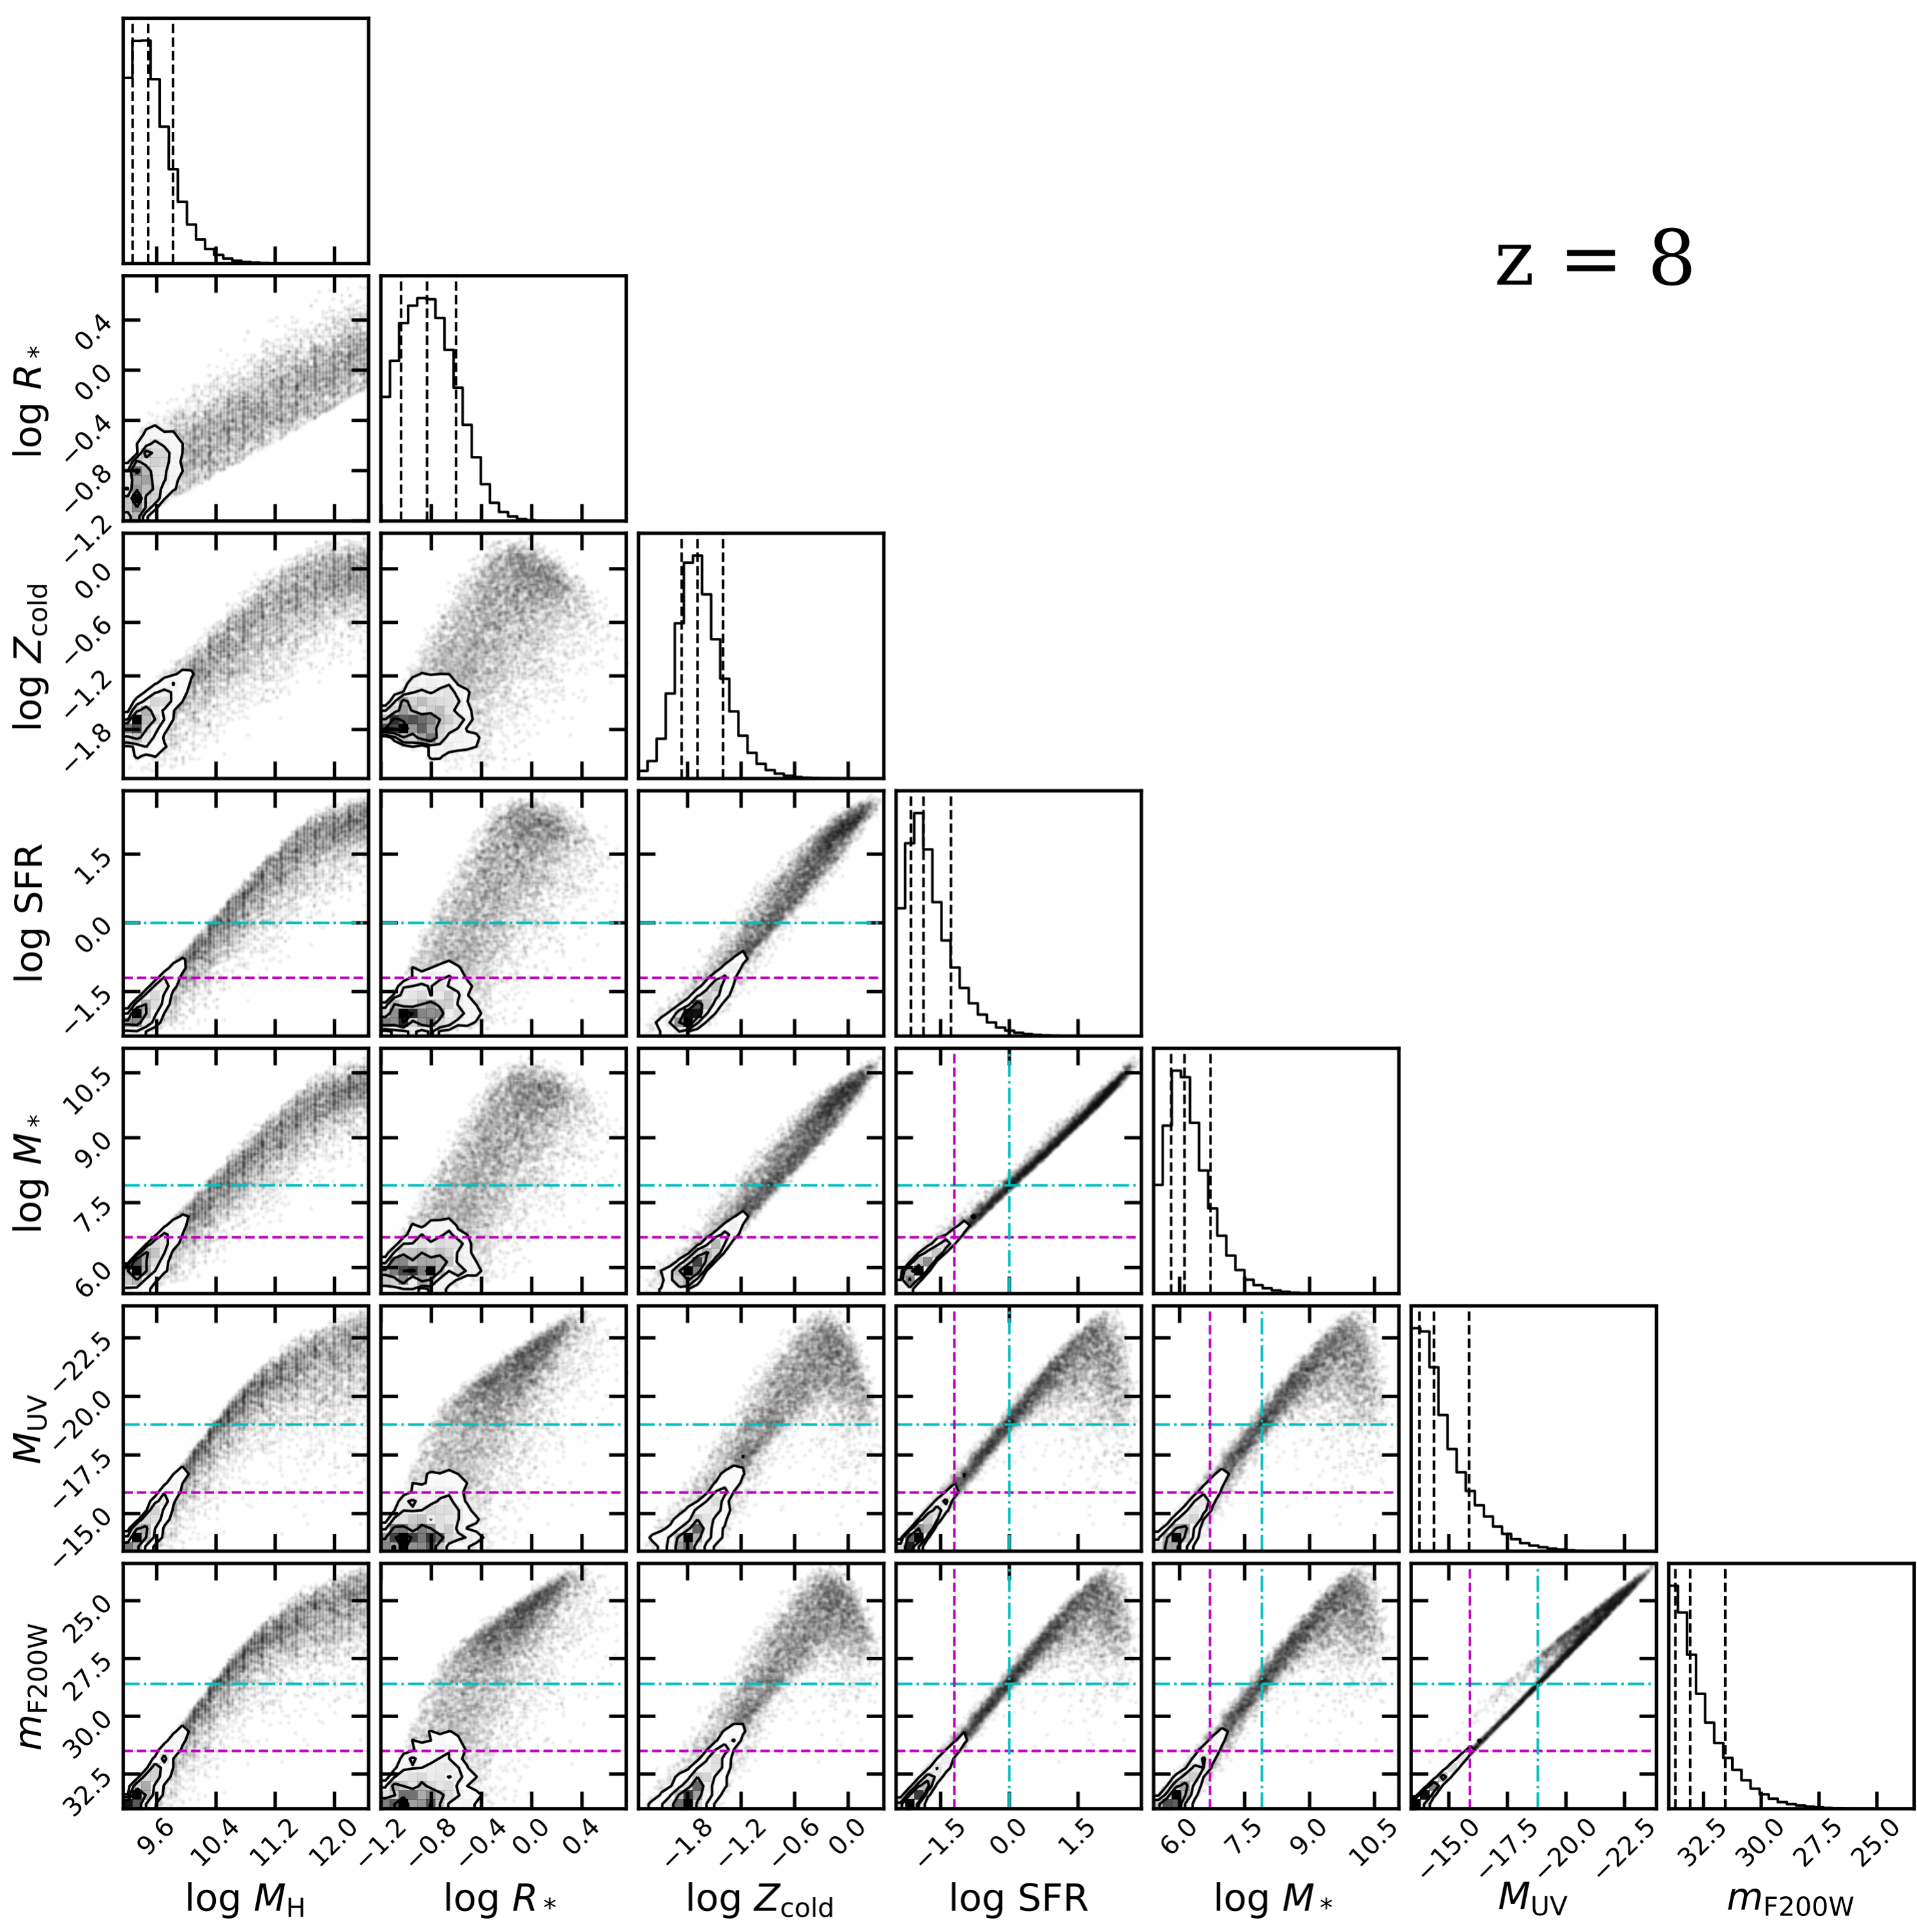 z = 8
log R*
0.4
0.0
−0.4
−0.8
−1.2
log Zcold
0.0
−0.6
−1.2
−1.8
log SFR
1.5
0.0
−1.5
log M*
10.5
9.0
7.5
6.0
MUV
−22.5
−20.0
−17.5
−15.0
mF200W
25.0
27.5
30.0
32.5
9.6 10.4 11.2 12.0 −1.2 −0.8 −0.4 0.0 0.4 −1.8 −1.2 −0.6 0.0 −1.5 0.0 1.5 6.0 7.5 9.0 10.5 −15.0 −17.5 −20.0 −22.5 32.5 30.0 27.5 25.0
log MH log R* log Zcold log SFR log M* MUV mF200W